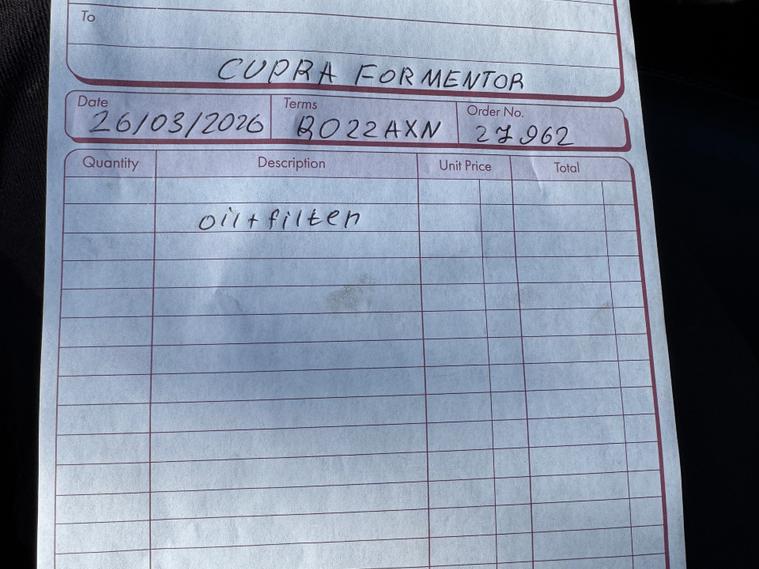 To
CUPRA FORMENTOR
Date Terms Order No.
26/03/2026 BO22AXN 27962
Quantity Description Unit Price Total
oil + filter